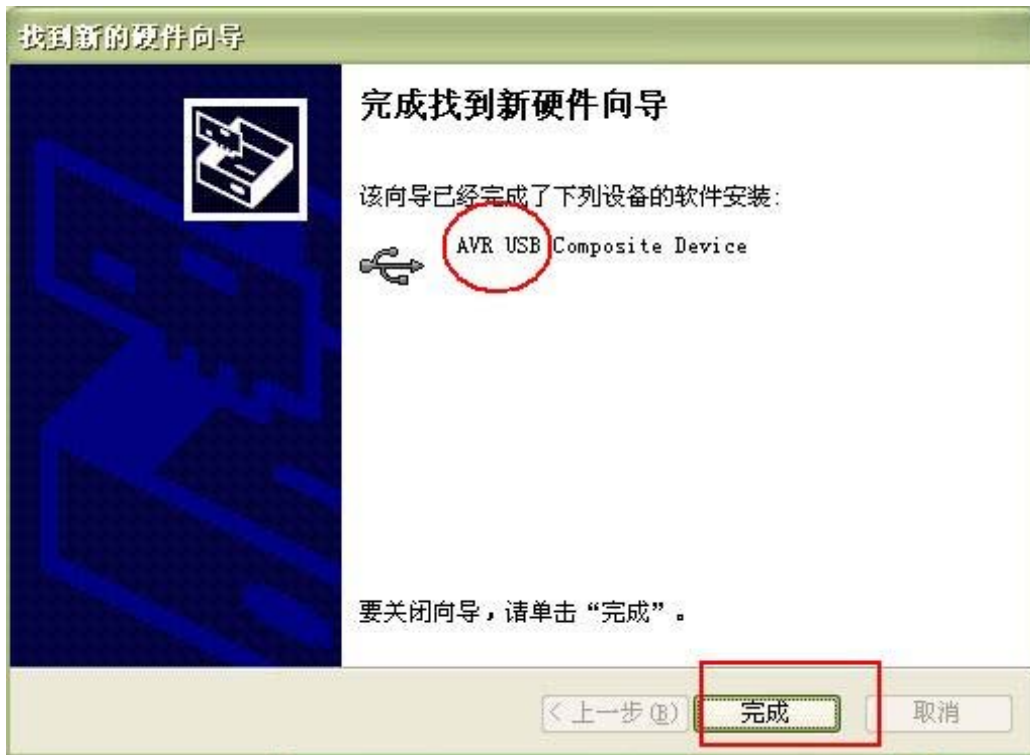 找到新的硬件向导
完成找到新硬件向导
该向导已经完成了下列设备的软件安装:
AVR USB Composite Device
要关闭向导，请单击“完成”。
<上一步(B) 完成 取消